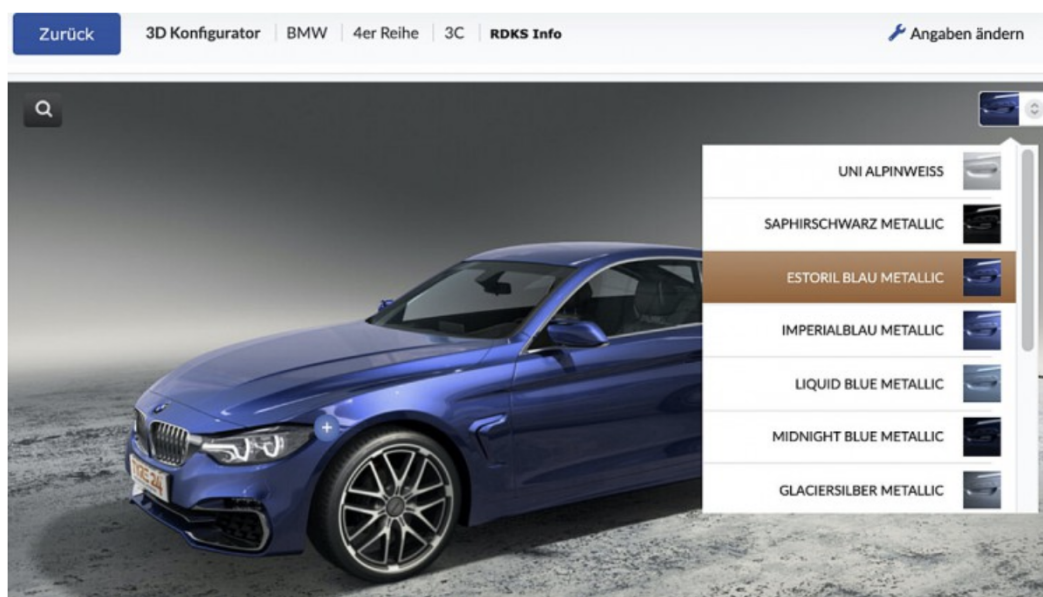 Zurück
3D Konfigurator BMW 4er Reihe 3C RDKS Info
Angaben ändern
UNI ALPINWEISS
SAPHIRSCHWARZ METALLIC
ESTORIL BLAU METALLIC
IMPERIALBLAU METALLIC
LIQUID BLUE METALLIC
MIDNIGHT BLUE METALLIC
GLACIERSILBER METALLIC